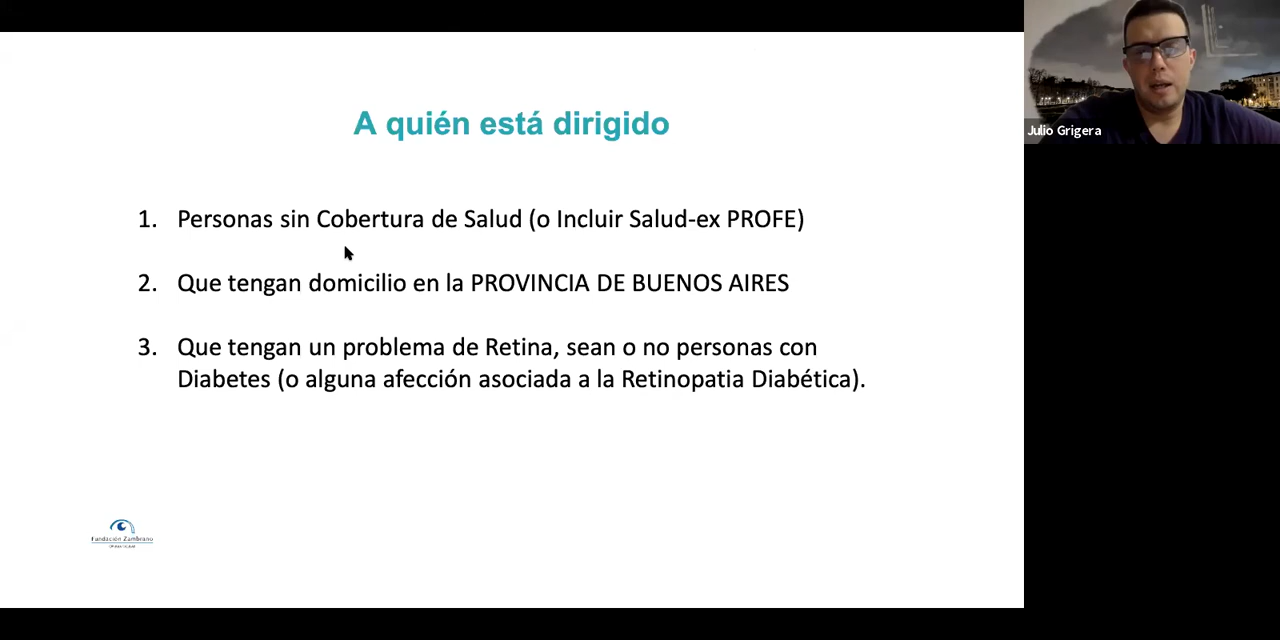 A quién está dirigido
1. Personas sin Cobertura de Salud (o Incluir Salud-ex PROFE)
2. Que tengan domicilio en la PROVINCIA DE BUENOS AIRES
3. Que tengan un problema de Retina, sean o no personas con
Diabetes (o alguna afección asociada a la Retinopatia Diabética).
Fundación Zambrano
Julio Grigera